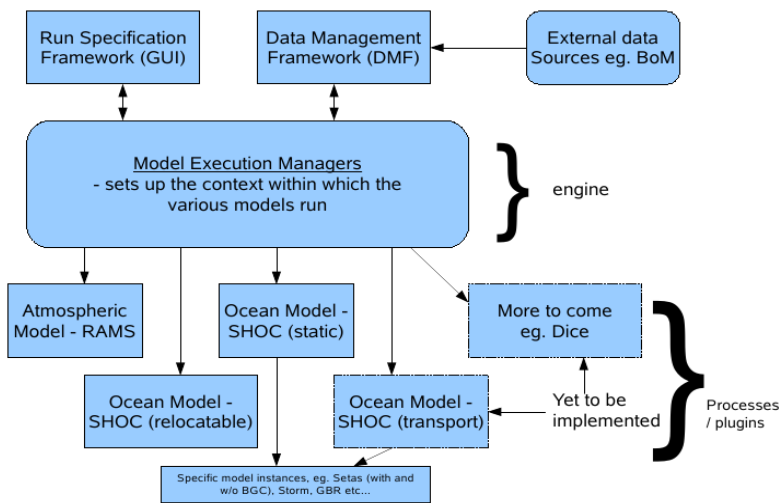 Run Specification
Framework (GUI)
Data Management
Framework (DMF)
External data
Sources eg. BoM
Model Execution Managers
- sets up the context within which the
various models run
engine
Atmospheric
Model - RAMS
Ocean Model -
SHOC (static)
More to come
eg. Dice
Ocean Model -
SHOC (relocatable)
Ocean Model -
SHOC (transport)
Yet to be
implemented
Processes
/ plugins
Specific model instances, eg. Setas (with and
w/o BGC), Storm, GBR etc...